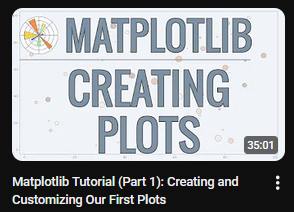 MATPLOTLIB
CREATING
PLOTS
35:01
Matplotlib Tutorial (Part 1): Creating and
Customizing Our First Plots